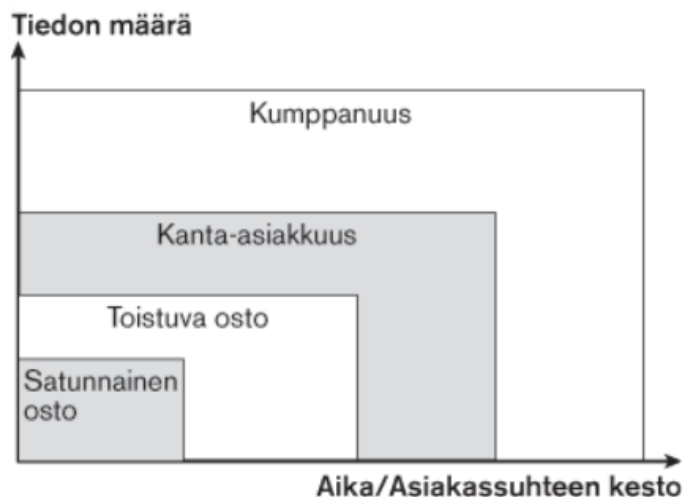 Tiedon määrä
Kumppanuus
Kanta-asiakkuus
Toistuva osto
Satunnainen
osto
Aika/Asiakassuhteen kesto